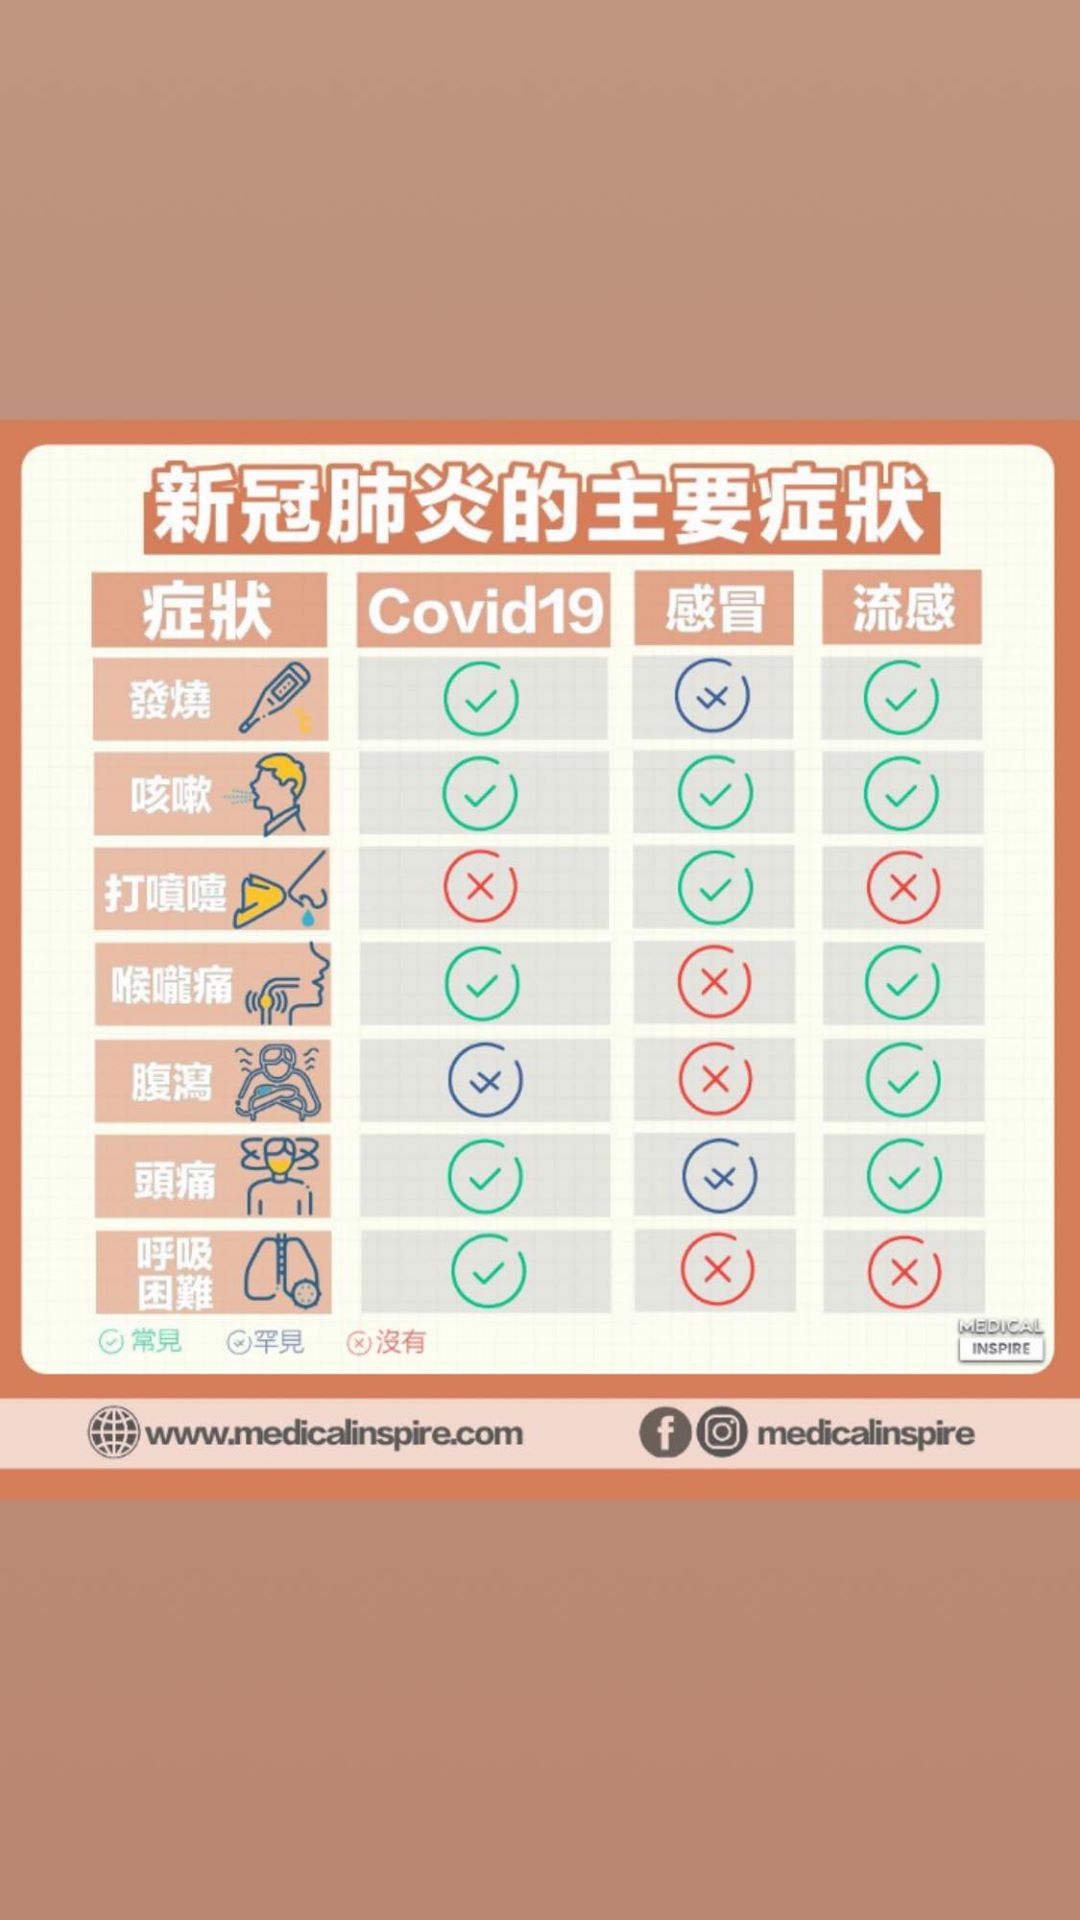 新冠肺炎的主要症狀
症狀 Covid19 感冒 流感
發燒
咳嗽
打噴嚏
喉嚨痛
腹瀉
頭痛
呼吸
困難
常見 罕見 沒有
MEDICAL
INSPIRE
www.medicalinspire.com medicalinspire